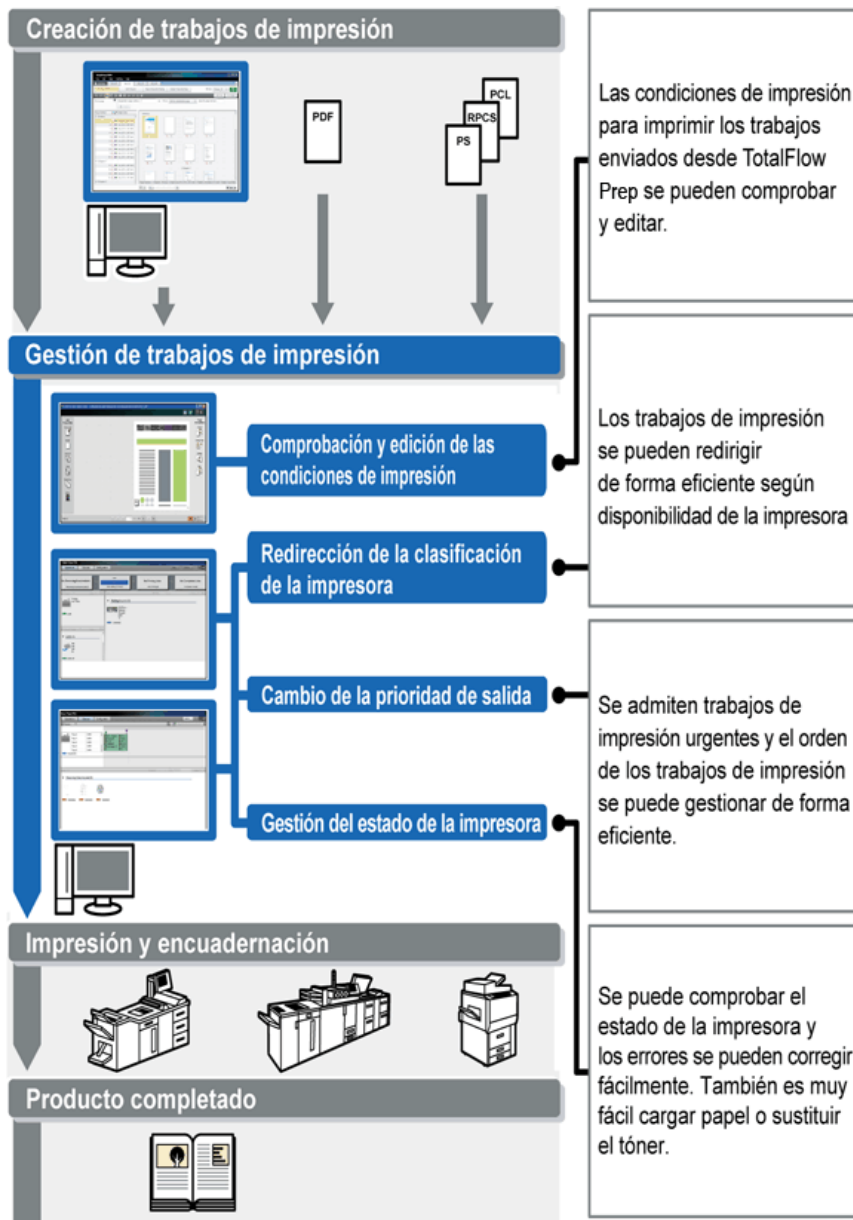 Creación de trabajos de impresión
PDF
PCL
RPCS
PS
Las condiciones de impresión
para imprimir los trabajos
enviados desde TotalFlow
Prep se pueden comprobar
y editar.
Gestión de trabajos de impresión
Comprobación y edición de las
condiciones de impresión
Los trabajos de impresión
se pueden redirigir
de forma eficiente según
disponibilidad de la impresora
Redirección de la clasificación
de la impresora
Cambio de la prioridad de salida
Se admiten trabajos de
impresión urgentes y el orden
de los trabajos de impresión
se puede gestionar de forma
eficiente.
Gestión del estado de la impresora
Impresión y encuadernación
Se puede comprobar el
estado de la impresora y
los errores se pueden corregir
fácilmente. También es muy
fácil cargar papel o sustituir
el tóner.
Producto completado